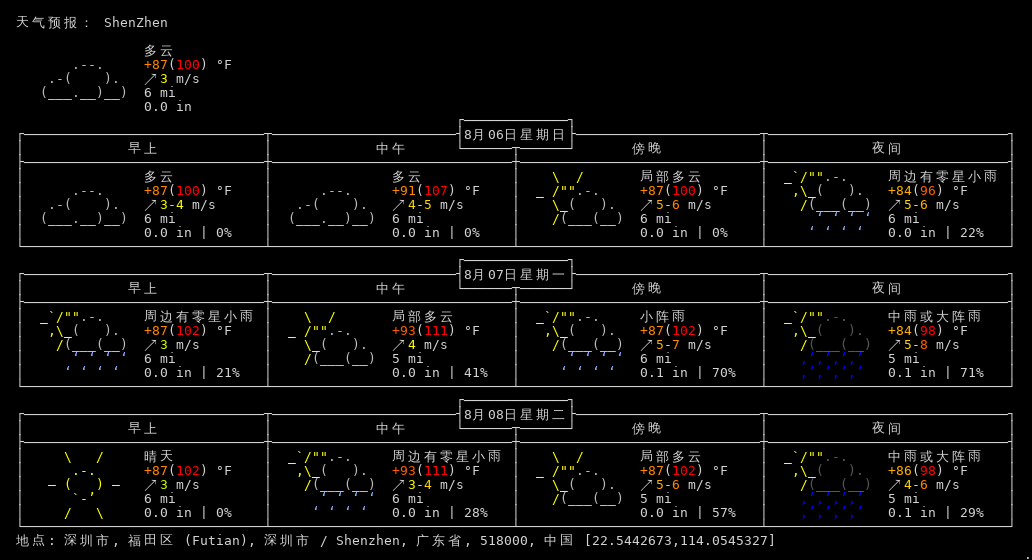 天气预报: ShenZhen
多云
+87(100) °F
↗3 m/s
6 mi
0.0 in
8月06日星期日
早上 中午 傍晚 夜间
多云 多云 局部多云 周边有零星小雨
+87(100) °F +91(107) °F +87(100) °F +84(96) °F
↗3-4 m/s ↗4-5 m/s ↗5-6 m/s ↗5-6 m/s
6 mi 6 mi 6 mi 6 mi
0.0 in | 0% 0.0 in | 0% 0.0 in | 0% 0.0 in | 22%
8月07日星期一
早上 中午 傍晚 夜间
周边有零星小雨 局部多云 小阵雨 中雨或大阵雨
+87(102) °F +93(111) °F +87(102) °F +84(98) °F
↗3 m/s ↗4 m/s ↗5-7 m/s ↗5-8 m/s
6 mi 5 mi 6 mi 5 mi
0.0 in | 21% 0.0 in | 41% 0.1 in | 70% 0.1 in | 71%
8月08日星期二
早上 中午 傍晚 夜间
晴天 周边有零星小雨 局部多云 中雨或大阵雨
+87(102) °F +93(111) °F +87(102) °F +86(98) °F
↗3 m/s ↗3-4 m/s ↗5-6 m/s ↗4-6 m/s
6 mi 6 mi 5 mi 5 mi
0.0 in | 0% 0.0 in | 28% 0.0 in | 57% 0.1 in | 29%
地点: 深圳市, 福田区 (Futian), 深圳市 / Shenzhen, 广东省, 518000, 中国 [22.5442673,114.0545327]